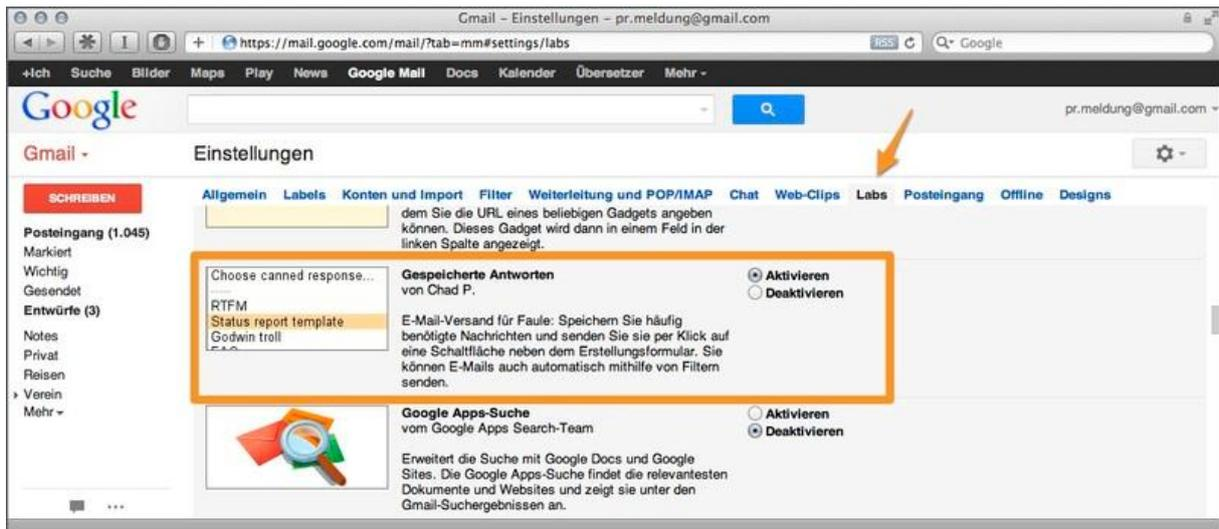 Gmail – Einstellungen – pr.meldung@gmail.com
https://mail.google.com/mail/?tab=mm#settings/labs
RSS
Google
+Ich Suche Bilder Maps Play News Google Mail Docs Kalender Übersetzer Mehr
Google
pr.meldung@gmail.com
Gmail
Einstellungen
SCHREIBEN
Allgemein Labels Konten und Import Filter Weiterleitung und POP/IMAP Chat Web-Clips Labs Posteingang Offline Designs
Posteingang (1.045)
Markiert
Wichtig
Gesendet
Entwürfe (3)
Notes
Privat
Reisen
Verein
Mehr
dem Sie die URL eines beliebigen Gadgets angeben
können. Dieses Gadget wird dann in einem Feld in der
linken Spalte angezeigt.
Choose canned response...
RTFM
Status report template
Godwin troll
Gespeicherte Antworten
von Chad P.
E-Mail-Versand für Faule: Speichern Sie häufig
benötigte Nachrichten und senden Sie sie per Klick auf
eine Schaltfläche neben dem Erstellungsformular. Sie
können E-Mails auch automatisch mithilfe von Filtern
senden.
Aktivieren
Deaktivieren
Google Apps-Suche
vom Google Apps Search-Team
Erweitert die Suche mit Google Docs und Google
Sites. Die Google Apps-Suche findet die relevantesten
Dokumente und Websites und zeigt sie unter den
Gmail-Suchergebnissen an.
Aktivieren
Deaktivieren